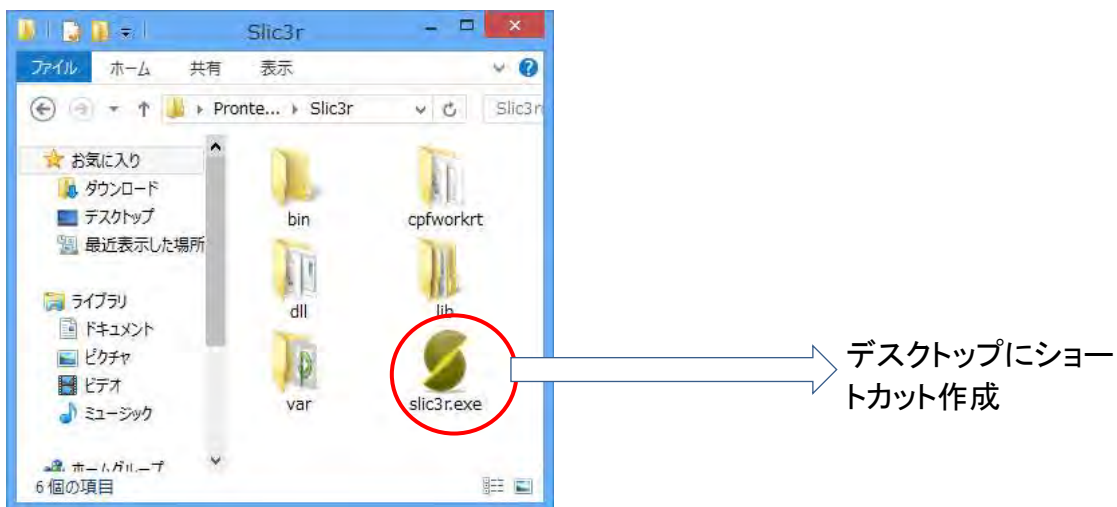 Slic3r
ファイル ホーム 共有 表示
Pronte... Slic3r Slic3r
お気に入り
ダウンロード
デスクトップ
最近表示した場所
ライブラリ
ドキュメント
ピクチャ
ビデオ
ミュージック
ホームグループ
bin
cpfworkrt
dll
lib
var
slic3r.exe
6個の項目
デスクトップにショー
トカット作成